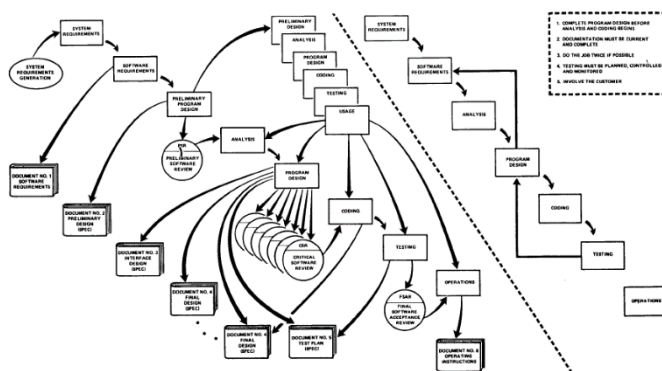 SYSTEM
REQUIREMENTS
SYSTEM
REQUIREMENTS
GENERATION
SOFTWARE
REQUIREMENTS
PRELIMINARY
PROGRAM
DESIGN
PSR
PRELIMINARY
SOFTWARE
REVIEW
ANALYSIS
PROGRAM
DESIGN
CODING
TESTING
OPERATIONS
PRELIMINARY
DESIGN
ANALYSIS
PROGRAM
DESIGN
CODING
TESTING
USAGE
CSR
CRITICAL
SOFTWARE
REVIEW
FSAR
FINAL
SOFTWARE
ACCEPTANCE
REVIEW
DOCUMENT NO. 1
SOFTWARE
REQUIREMENTS
DOCUMENT NO. 2
PRELIMINARY
DESIGN
(SPEC)
DOCUMENT NO. 3
INTERFACE
DESIGN
(SPEC)
DOCUMENT NO. 4
FINAL
DESIGN
(SPEC)
DOCUMENT NO. 4
FINAL
DESIGN
(SPEC)
DOCUMENT NO. 5
TEST PLAN
(SPEC)
DOCUMENT NO. 6
OPERATING
INSTRUCTIONS
SYSTEM
REQUIREMENTS
SOFTWARE
REQUIREMENTS
ANALYSIS
PROGRAM
DESIGN
CODING
TESTING
OPERATIONS
1. COMPLETE PROGRAM DESIGN BEFORE
ANALYSIS AND CODING BEGINS
2. DOCUMENTATION MUST BE CURRENT
AND COMPLETE
3. DO THE JOB TWICE IF POSSIBLE
4. TESTING MUST BE PLANNED, CONTROLLED
AND MONITORED
5. INVOLVE THE CUSTOMER